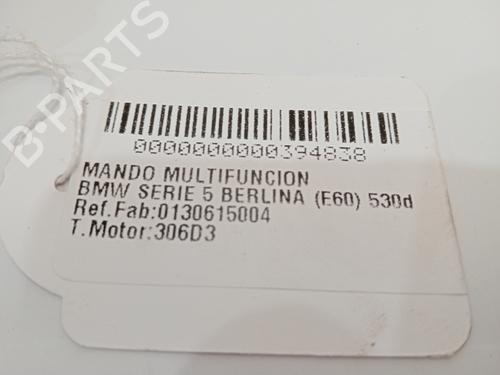 B-PARTS
0000000000394838
MANDO MULTIFUNCION
BMW SERIE 5 BERLINA (E60) 530d
Ref.Fab:0130615004
T.Motor:306D3